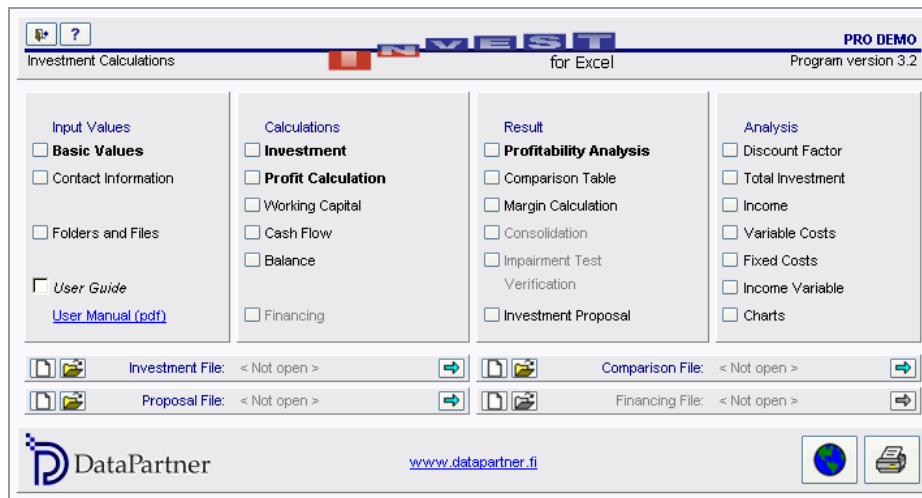 ?
INVEST
PRO DEMO
Investment Calculations
for Excel
Program version 3.2
Input Values
Basic Values
Contact Information
Folders and Files
User Guide
User Manual (pdf)
Calculations
Investment
Profit Calculation
Working Capital
Cash Flow
Balance
Financing
Result
Profitability Analysis
Comparison Table
Margin Calculation
Consolidation
Impairment Test
Verification
Investment Proposal
Analysis
Discount Factor
Total Investment
Income
Variable Costs
Fixed Costs
Income Variable
Charts
Investment File: < Not open >
Comparison File: < Not open >
Proposal File: < Not open >
Financing File: < Not open >
DataPartner
www.datapartner.fi